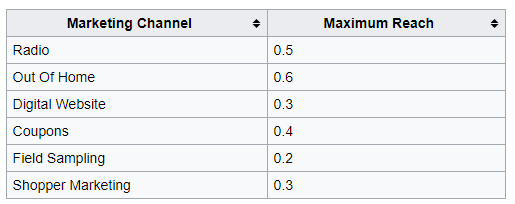 Marketing Channel Maximum Reach
Radio 0.5
Out Of Home 0.6
Digital Website 0.3
Coupons 0.4
Field Sampling 0.2
Shopper Marketing 0.3